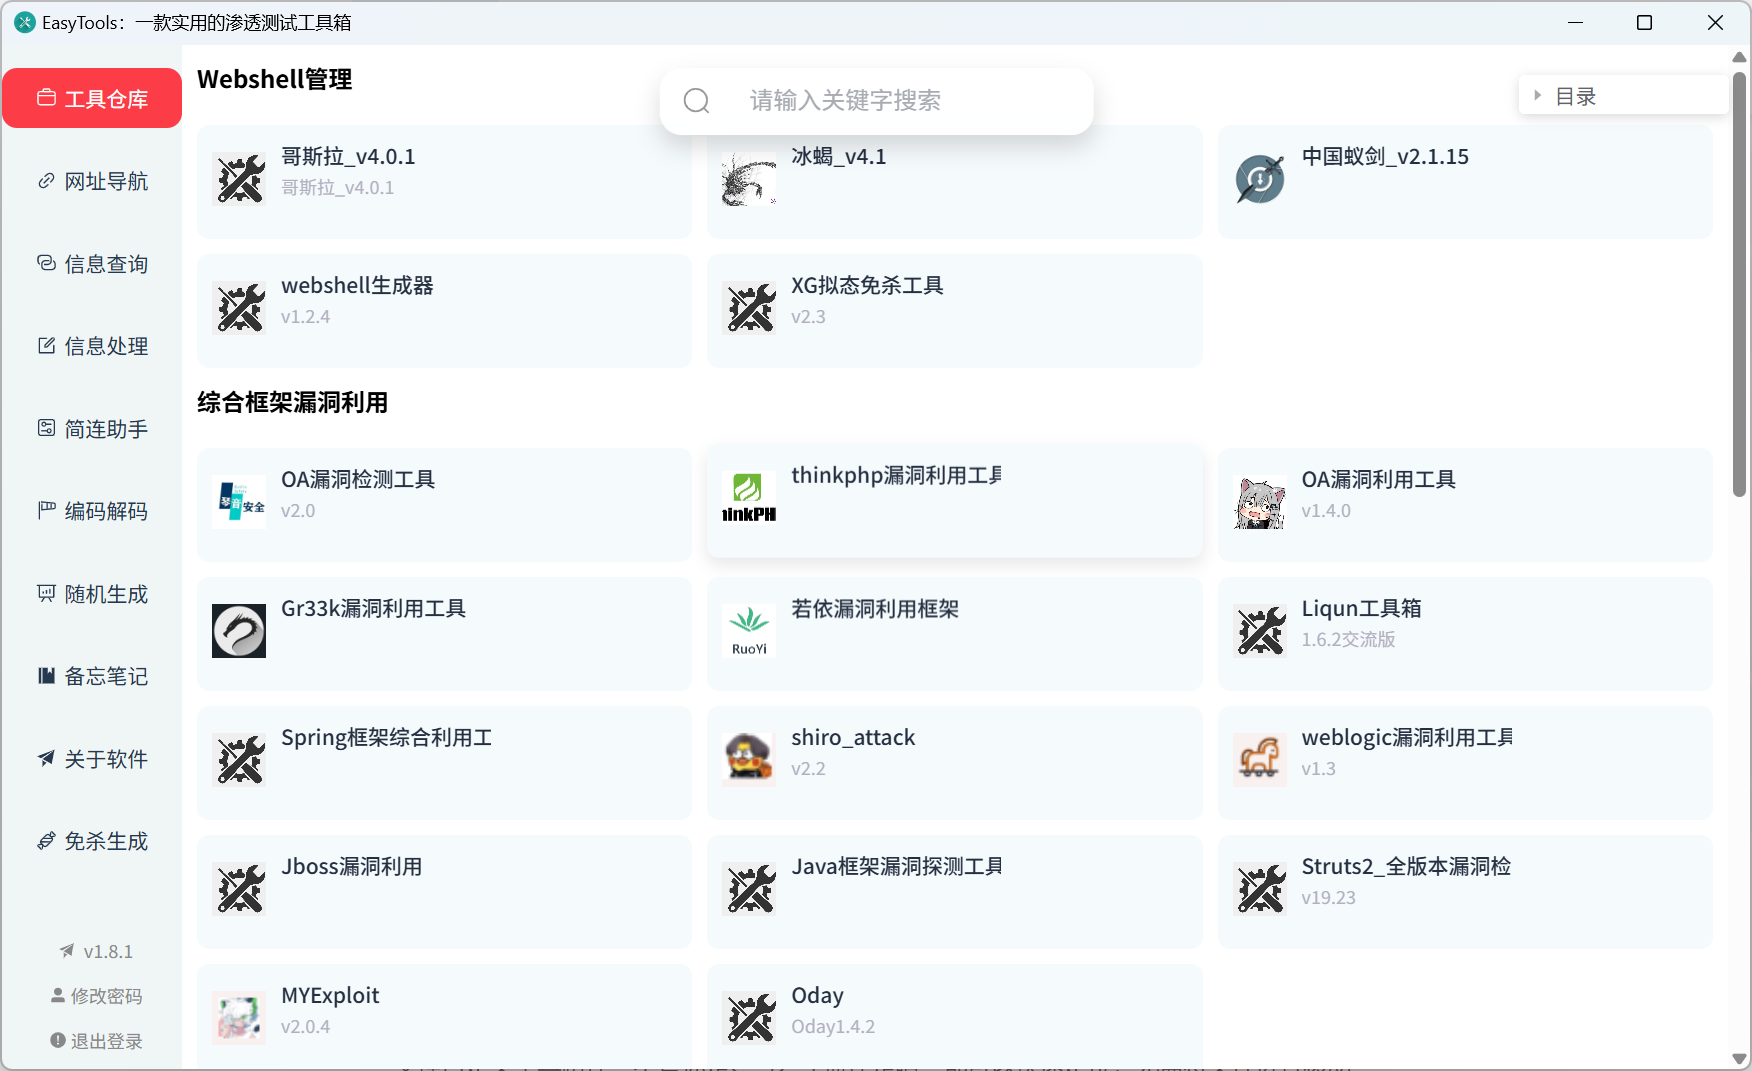 EasyTools：一款实用的渗透测试工具箱
工具仓库
网址导航
信息查询
信息处理
简连助手
编码解码
随机生成
备忘笔记
关于软件
免杀生成
v1.8.1
修改密码
退出登录
请输入关键字搜索
目录
Webshell管理
哥斯拉_v4.0.1
哥斯拉_v4.0.1
冰蝎_v4.1
中国蚁剑_v2.1.15
webshell生成器
v1.2.4
XG拟态免杀工具
v2.3
综合框架漏洞利用
琴音安全
OA漏洞检测工具
v2.0
inkPH
thinkphp漏洞利用工具
OA漏洞利用工具
v1.4.0
Gr33k漏洞利用工具
RuoYi
若依漏洞利用框架
Liqun工具箱
1.6.2交流版
Spring框架综合利用工
shiro_attack
v2.2
weblogic漏洞利用工具
v1.3
Jboss漏洞利用
Java框架漏洞探测工具
Struts2_全版本漏洞检
v19.23
MYExploit
v2.0.4
Oday
Oday1.4.2